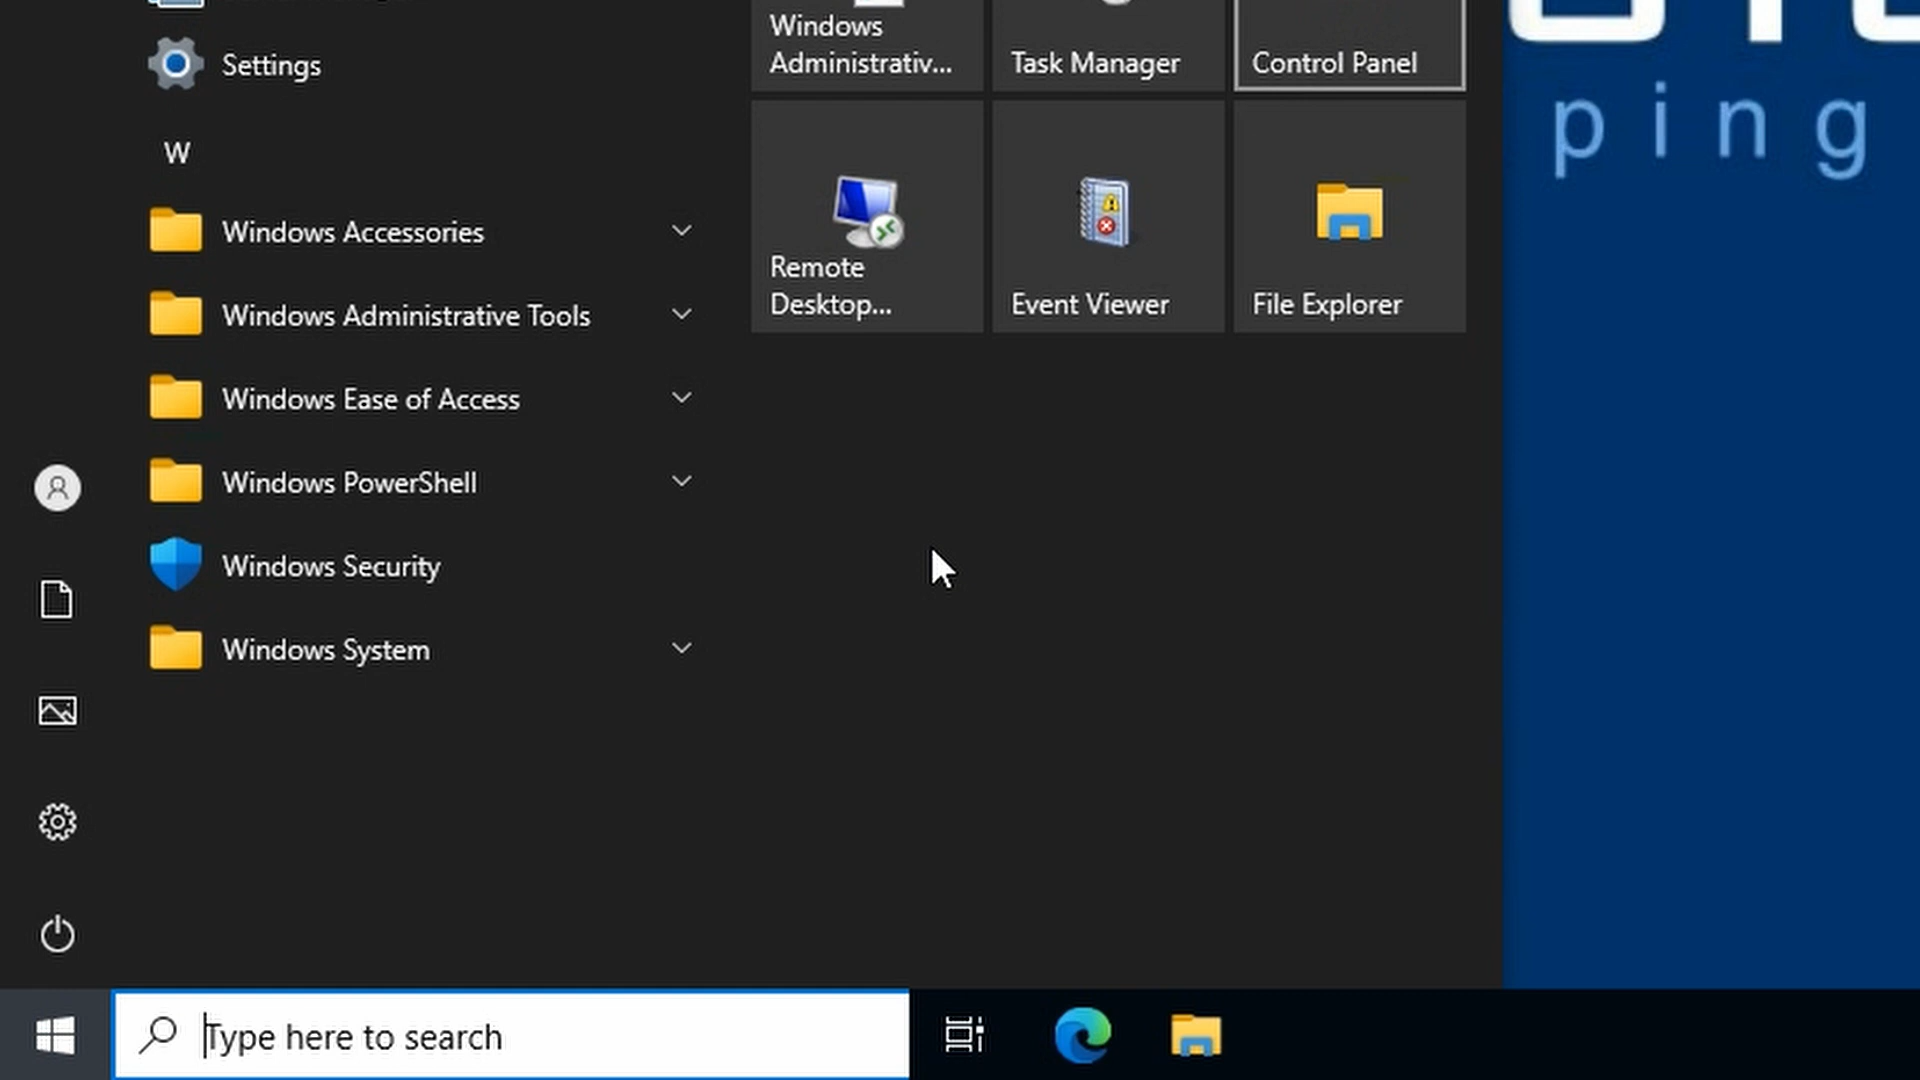 Settings
W
Windows Accessories
Windows Administrative Tools
Windows Ease of Access
Windows PowerShell
Windows Security
Windows System
Windows
Administrativ...
Task Manager
Control Panel
Remote
Desktop...
Event Viewer
File Explorer
ping
Type here to search